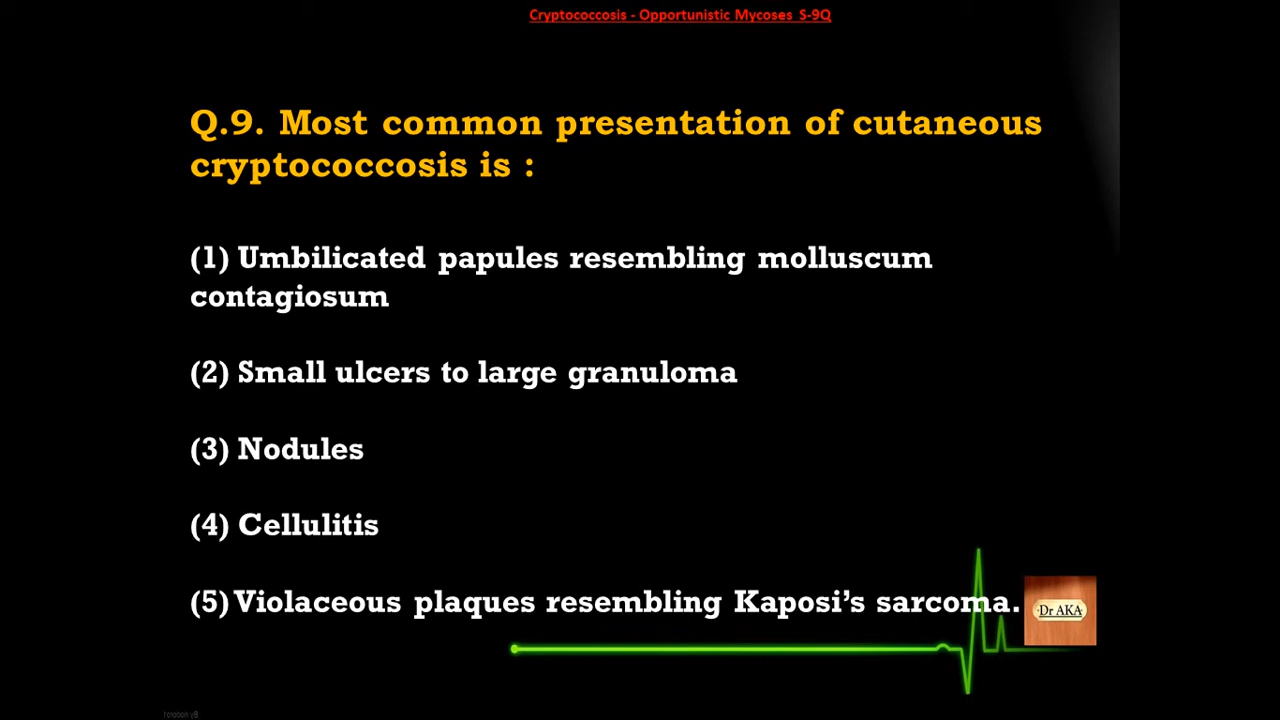 Cryptococcosis - Opportunistic Mycoses S-9Q
Q.9. Most common presentation of cutaneous
cryptococcosis is :
(1) Umbilicated papules resembling molluscum
contagiosum
(2) Small ulcers to large granuloma
(3) Nodules
(4) Cellulitis
(5) Violaceous plaques resembling Kaposi’s sarcoma.
Dr AKA